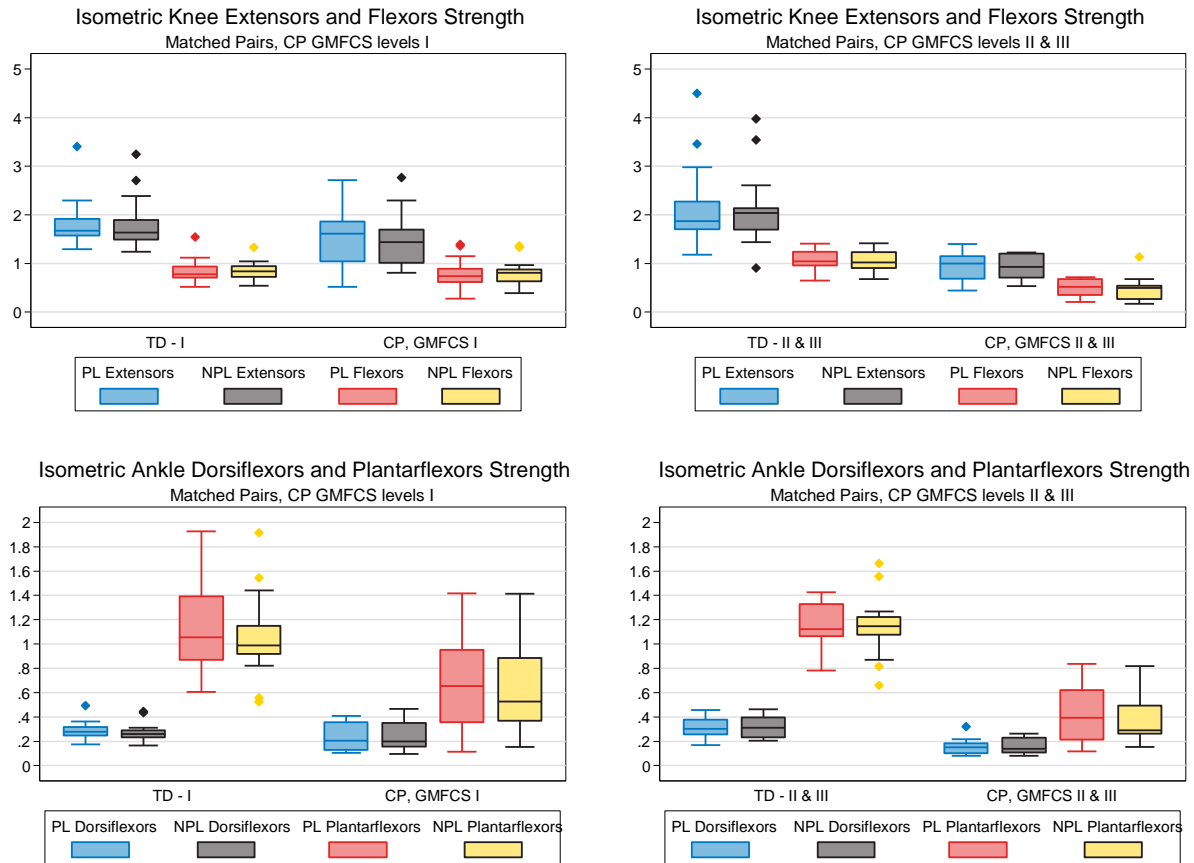 Isometric Knee Extensors and Flexors Strength
Matched Pairs, CP GMFCS levels I
5
4
3
2
1
0
TD - I CP, GMFCS I
PL Extensors NPL Extensors PL Flexors NPL Flexors
Isometric Knee Extensors and Flexors Strength
Matched Pairs, CP GMFCS levels II & III
5
4
3
2
1
0
TD - II & III CP, GMFCS II & III
PL Extensors NPL Extensors PL Flexors NPL Flexors
Isometric Ankle Dorsiflexors and Plantarflexors Strength
Matched Pairs, CP GMFCS levels I
2
1.8
1.6
1.4
1.2
1
.8
.6
.4
.2
0
TD - I CP, GMFCS I
PL Dorsiflexors NPL Dorsiflexors PL Plantarflexors NPL Plantarflexors
Isometric Ankle Dorsiflexors and Plantarflexors Strength
Matched Pairs, CP GMFCS levels II & III
2
1.8
1.6
1.4
1.2
1
.8
.6
.4
.2
0
TD - II & III CP, GMFCS II & III
PL Dorsiflexors NPL Dorsiflexors PL Plantarflexors NPL Plantarflexors